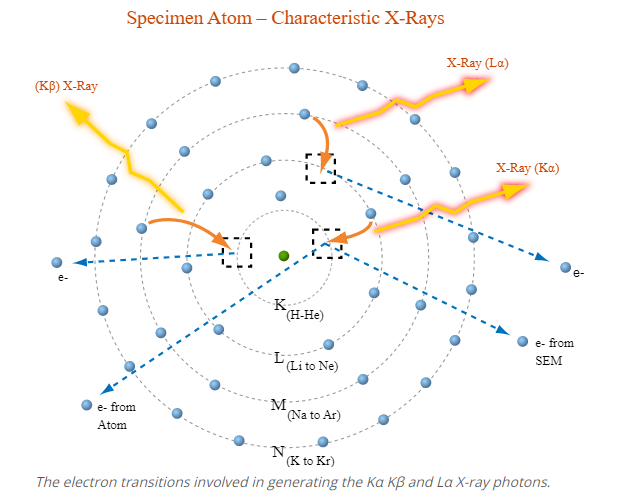 Specimen Atom – Characteristic X-Rays
X-Ray (Lα)
(Kβ) X-Ray
X-Ray (Kα)
e-
e-
K
(H-He)
e- from
SEM
L
(Li to Ne)
e- from
Atom
M
(Na to Ar)
N
(K to Kr)
The electron transitions involved in generating the Kα Kβ and Lα X-ray photons.